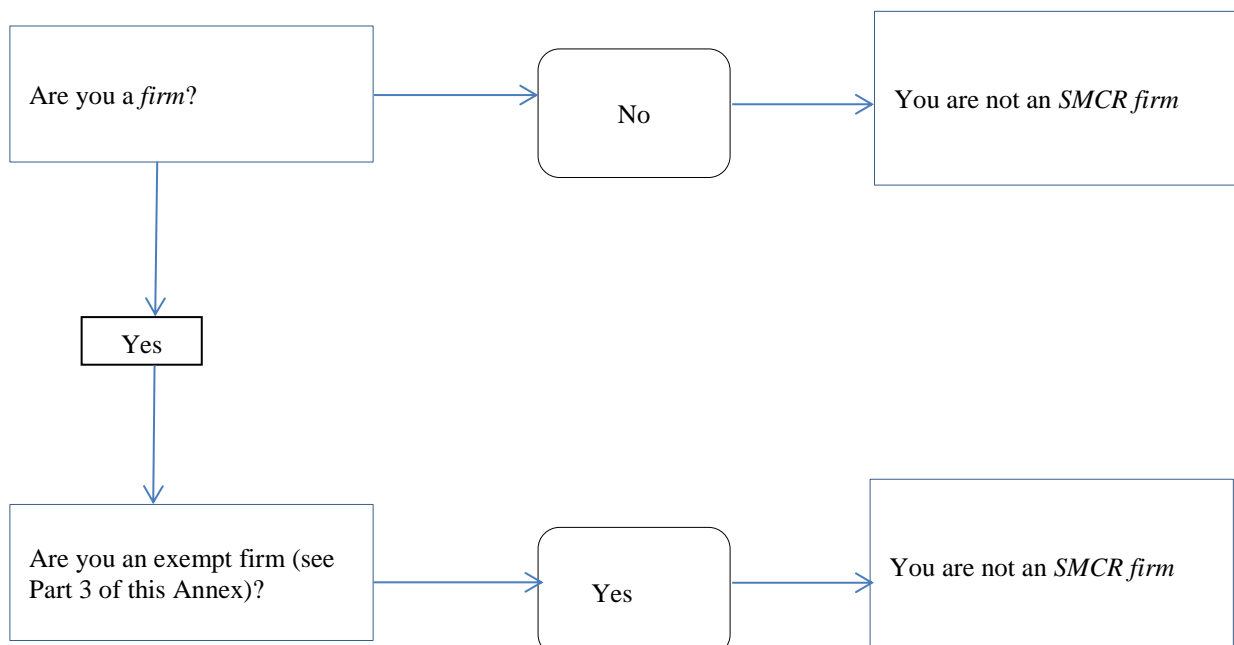 Are you a firm?
No
You are not an SMCR firm
Yes
Are you an exempt firm (see
Part 3 of this Annex)?
Yes
You are not an SMCR firm